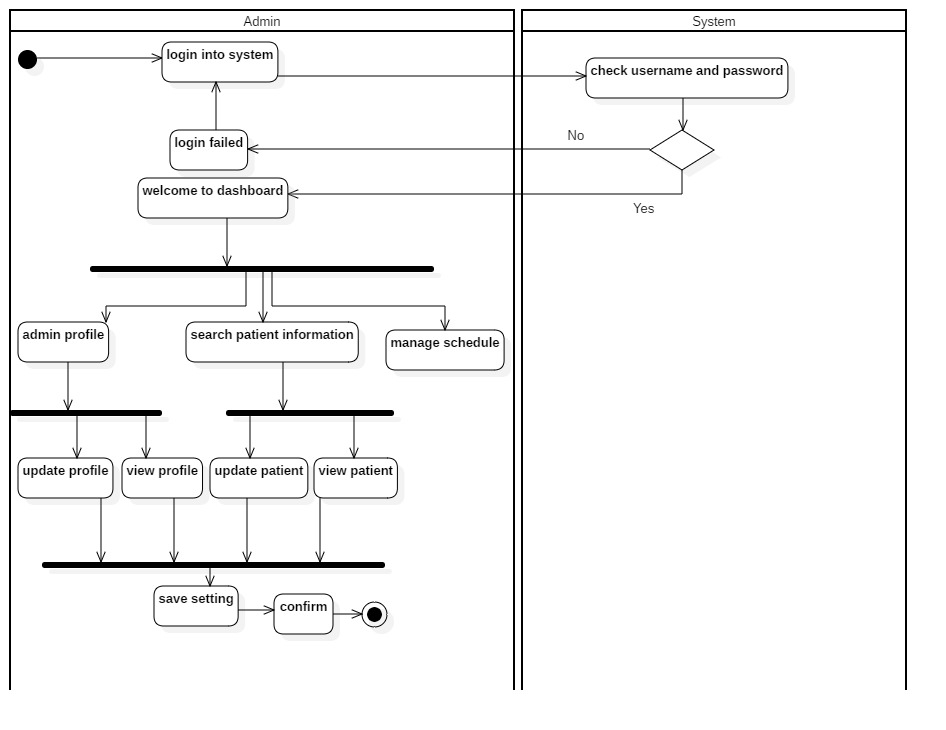 Admin
System
login into system
check username and password
No
login failed
welcome to dashboard
Yes
admin profile
search patient information
manage schedule
update profile
view profile
update patient
view patient
save setting
confirm